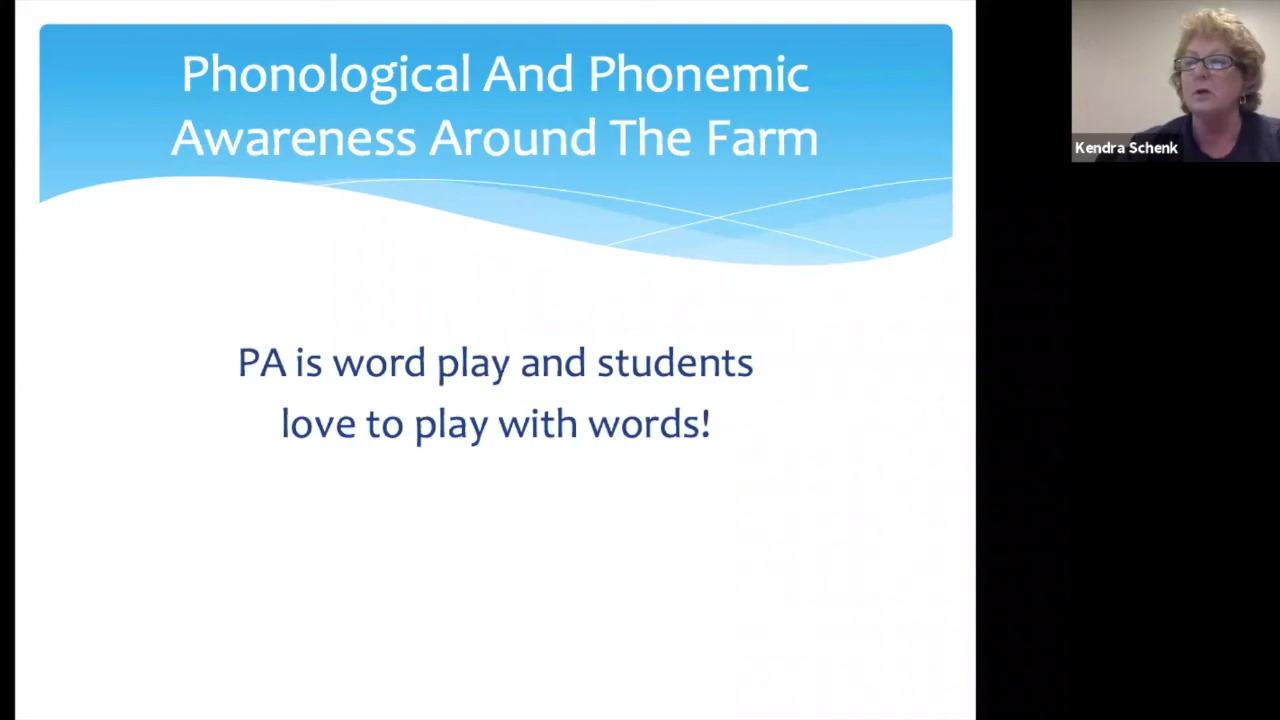 Phonological And Phonemic
Awareness Around The Farm
PA is word play and students
love to play with words!
Kendra Schenk